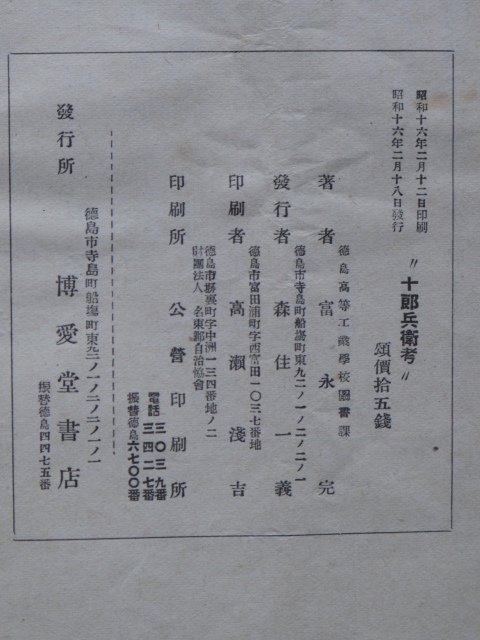 昭和十六年二月十二日印刷
昭和十六年二月十八日發行
〃十郎兵衛考〃
頒價拾五錢
德島高等工業學校圖書課
著者 富永 完
德島市寺島町船場町東九二ノ一ノ二ノ二ノ一
發行者 森住一義
德島市富田浦町字西富田一〇三七番地
印刷者 高瀨淺吉
德島市 裏町字中洲一三四番地ノ二
財團法人 名東郡自治協會
印刷所 公營印刷所
電話 三〇三九番
三四二七番
振替德島六七〇〇番
發行所
德島市寺島町船場町東九二ノ一ノ二ノ二ノ一
博愛堂書店
振替德島四四七五番